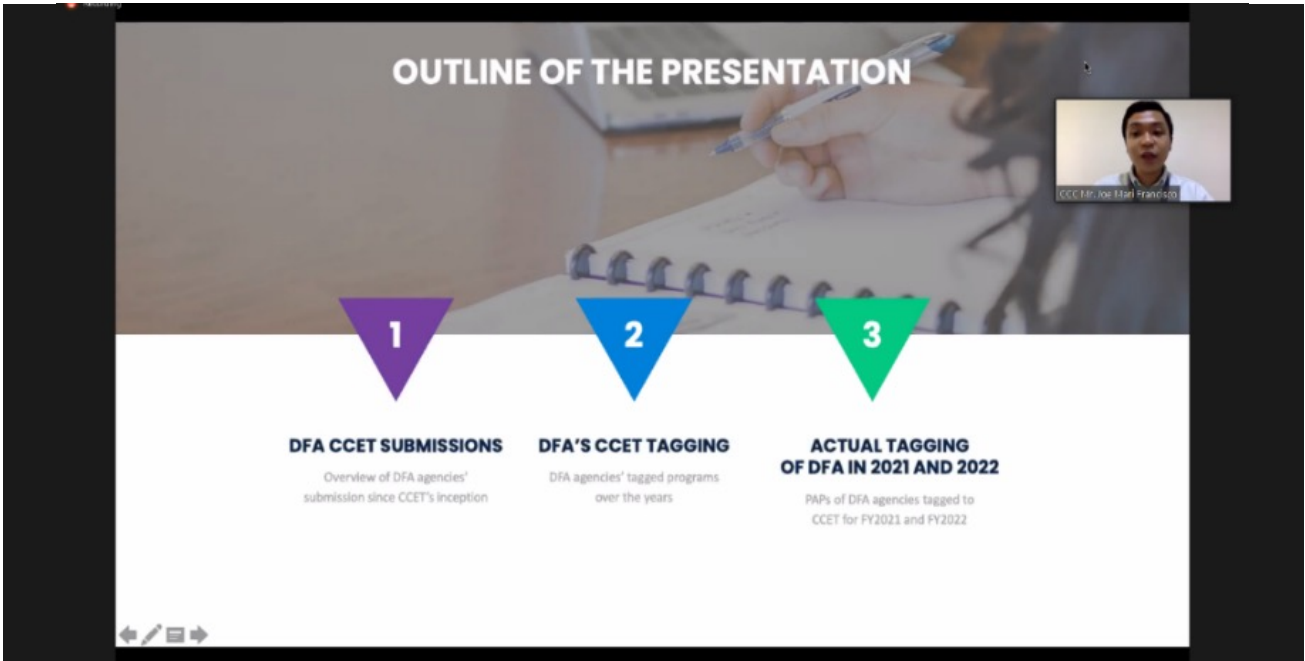 Recording
OUTLINE OF THE PRESENTATION
CCC Mr. Joe Mari Francisco
1
2
3
DFA CCET SUBMISSIONS
Overview of DFA agencies'
submission since CCET's inception
DFA'S CCET TAGGING
DFA agencies' tagged programs
over the years
ACTUAL TAGGING
OF DFA IN 2021 AND 2022
PAPs of DFA agencies tagged to
CCET for FY2021 and FY2022